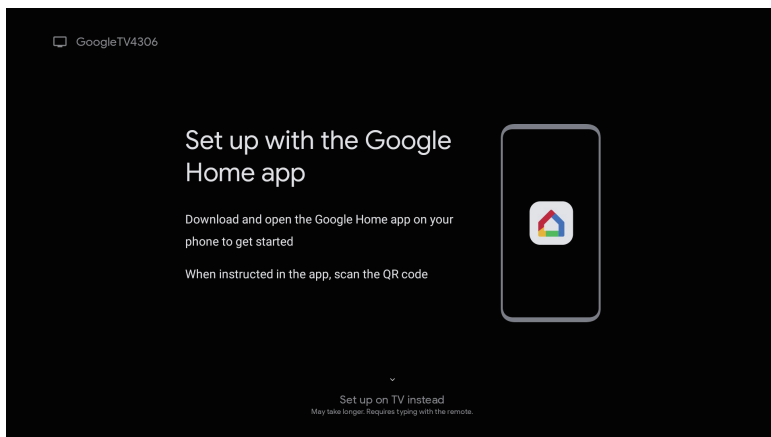 GoogleTV4306
Set up with the Google
Home app
Download and open the Google Home app on your
phone to get started
When instructed in the app, scan the QR code
Set up on TV instead
May take longer. Requires typing with the remote.